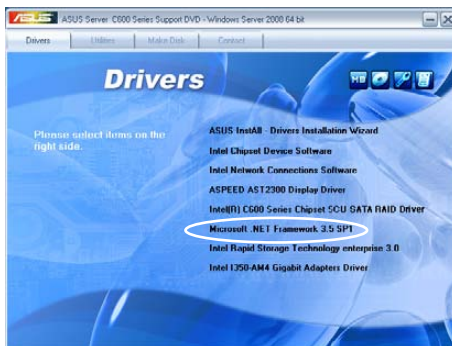 ASUS ASUS Server C600 Series Support DVD - Windows Server 2008 64 bit
Drivers Utilities Make Disk Contact
Drivers
Please select items on the
right side.
ASUS InstAll - Drivers Installation Wizard
Intel Chipset Device Software
Intel Network Connections Software
ASPEED AST2300 Display Driver
Intel(R) C600 Series Chipset SCU SATA RAID Driver
Microsoft .NET Framework 3.5 SP1
Intel Rapid Storage Technology enterprise 3.0
Intel I350-AM4 Gigabit Adapters Driver